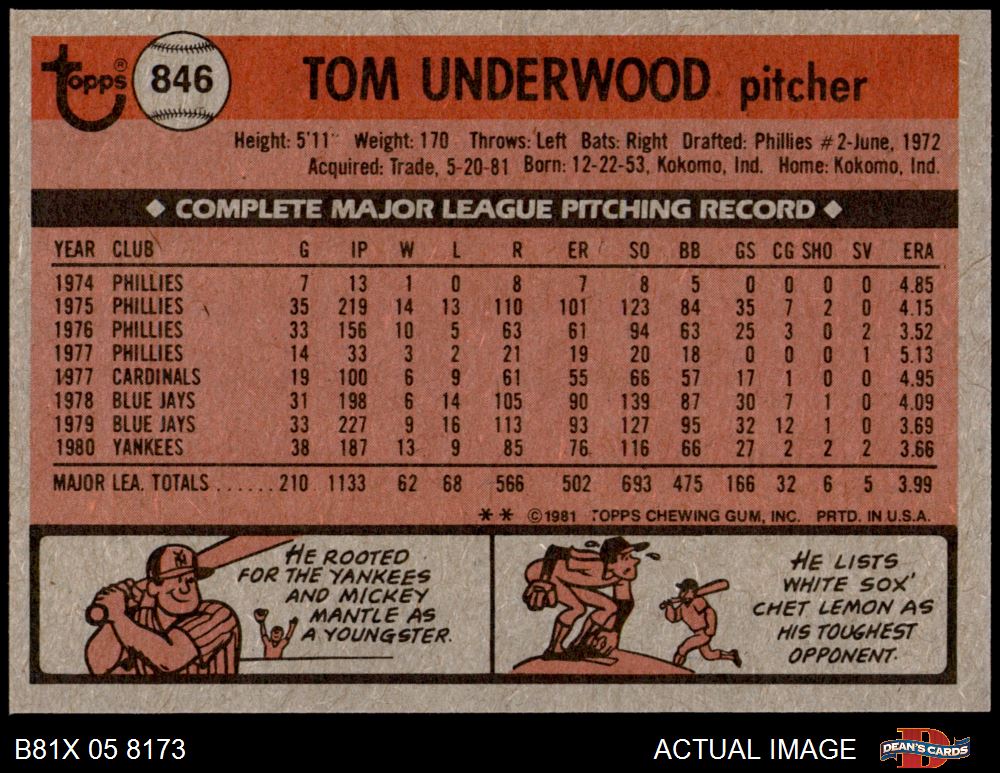 topps® 846 TOM UNDERWOOD pitcher
Height: 5'11" Weight: 170 Throws: Left Bats: Right Drafted: Phillies #2-June, 1972
Acquired: Trade, 5-20-81 Born: 12-22-53, Kokomo, Ind. Home: Kokomo, Ind.
◆ COMPLETE MAJOR LEAGUE PITCHING RECORD ◆
YEAR CLUB G IP W L R ER SO BB GS CG SHO SV ERA
1974 PHILLIES 7 13 1 0 8 7 8 5 0 0 0 0 4.85
1975 PHILLIES 35 219 14 13 110 101 123 84 35 7 2 0 4.15
1976 PHILLIES 33 156 10 5 63 61 94 63 25 3 0 2 3.52
1977 PHILLIES 14 33 3 2 21 19 20 18 0 0 0 1 5.13
1977 CARDINALS 19 100 6 9 61 55 66 57 17 1 0 0 4.95
1978 BLUE JAYS 31 198 6 14 105 90 139 87 30 7 1 0 4.09
1979 BLUE JAYS 33 227 9 16 113 93 127 95 32 12 1 0 3.69
1980 YANKEES 38 187 13 9 85 76 116 66 27 2 2 2 3.66
MAJOR LEA. TOTALS ......210 1133 62 68 566 502 693 475 166 32 6 5 3.99
** ©1981 TOPPS CHEWING GUM, INC. PRTD. IN U.S.A.
NY
HE ROOTED
FOR THE YANKEES
AND MICKEY
MANTLE AS
A YOUNGSTER.
HE LISTS
WHITE SOX'
CHET LEMON AS
HIS TOUGHEST
OPPONENT.
B81X 05 8173 ACTUAL IMAGE DEAN'S CARDS